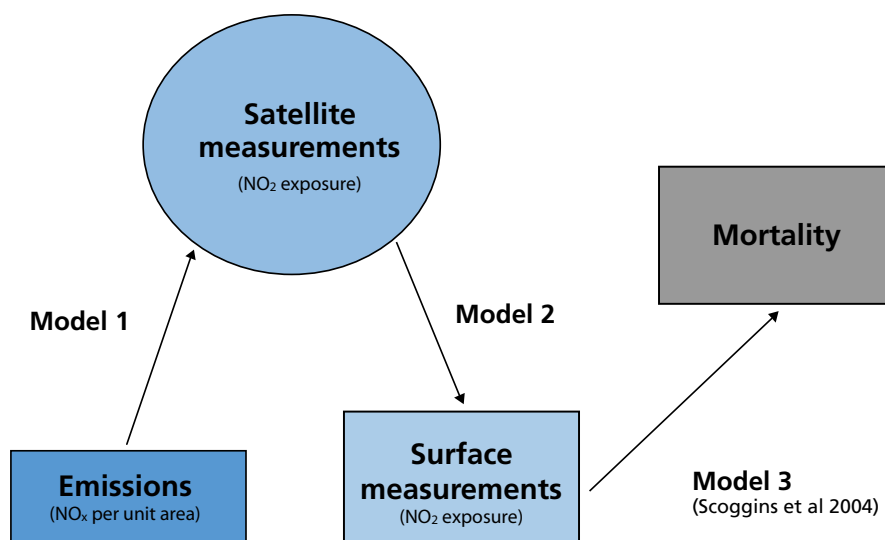 Satellite
measurements
(NO₂ exposure)
Mortality
Model 1
Model 2
Emissions
(NOₓ per unit area)
Surface
measurements
(NO₂ exposure)
Model 3
(Scoggins et al 2004)